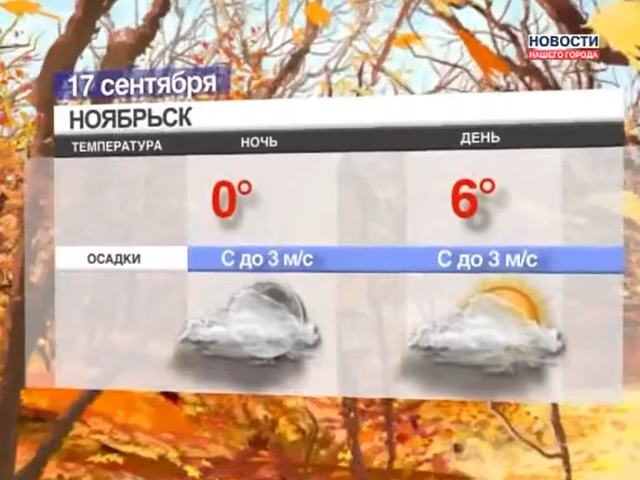 НОВОСТИ
НАШЕГО ГОРОДА
17 сентября
НОЯБРЬСК
ТЕМПЕРАТУРА НОЧЬ ДЕНЬ
0° 6°
ОСАДКИ С до 3 м/с С до 3 м/с